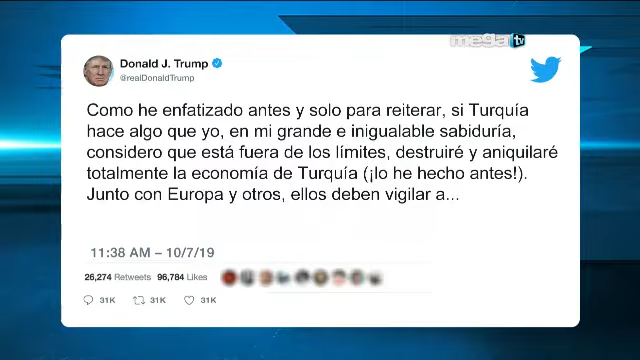 mega tv
Donald J. Trump
@realDonaldTrump
Como he enfatizado antes y solo para reiterar, si Turquía
hace algo que yo, en mi grande e inigualable sabiduría,
considero que está fuera de los límites, destruiré y aniquilaré
totalmente la economía de Turquía (¡lo he hecho antes!).
Junto con Europa y otros, ellos deben vigilar a...
11:38 AM – 10/7/19
26,274 Retweets 96,784 Likes
31K 31K 31K